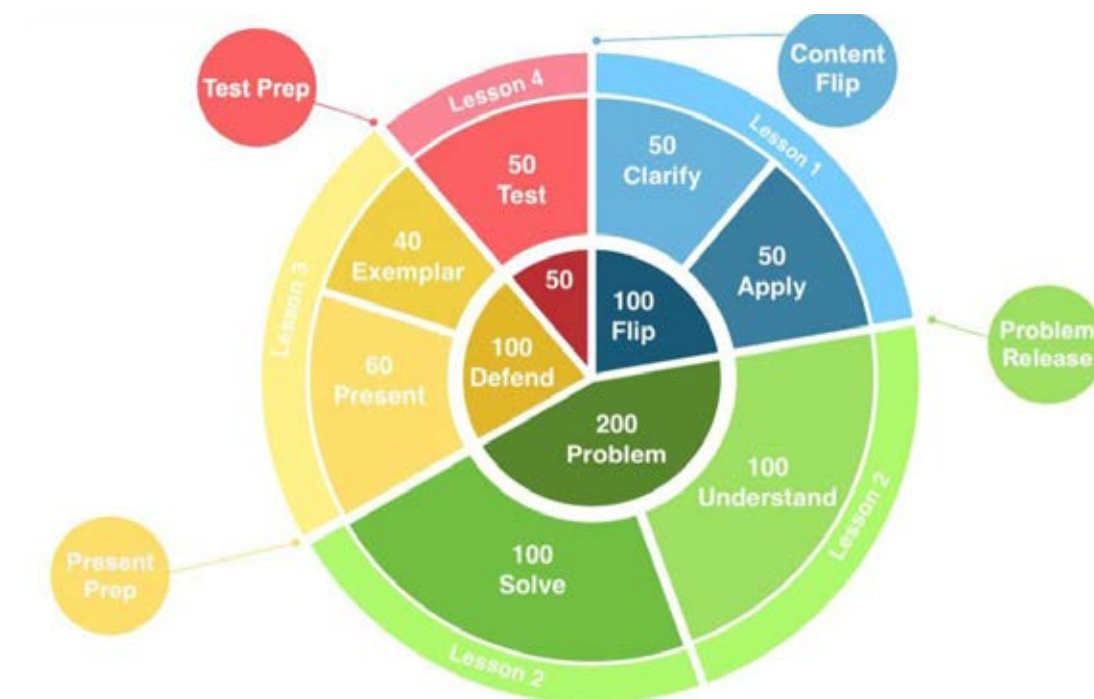 Content
Flip
Lesson 1
50
Clarify
50
Apply
100
Flip
Problem
Release
Lesson 2
100
Understand
200
Problem
100
Solve
Lesson 2
Present
Prep
Lesson 3
60
Present
40
Exemplar
100
Defend
Test Prep
Lesson 4
50
Test
50